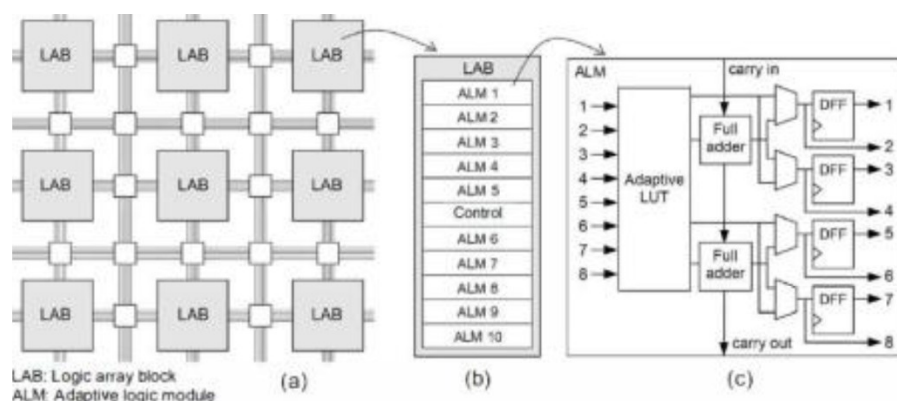 LAB
LAB
LAB
LAB
LAB
LAB
LAB
LAB
LAB
LAB: Logic array block
ALM: Adaptive logic module
(a)
LAB
ALM 1
ALM 2
ALM 3
ALM 4
ALM 5
Control
ALM 6
ALM 7
ALM 8
ALM 9
ALM 10
(b)
ALM
carry in
1
2
3
4
5
6
7
8
Adaptive
LUT
Full
adder
Full
adder
DFF
1
2
DFF
3
4
DFF
5
6
DFF
7
8
carry out
(c)